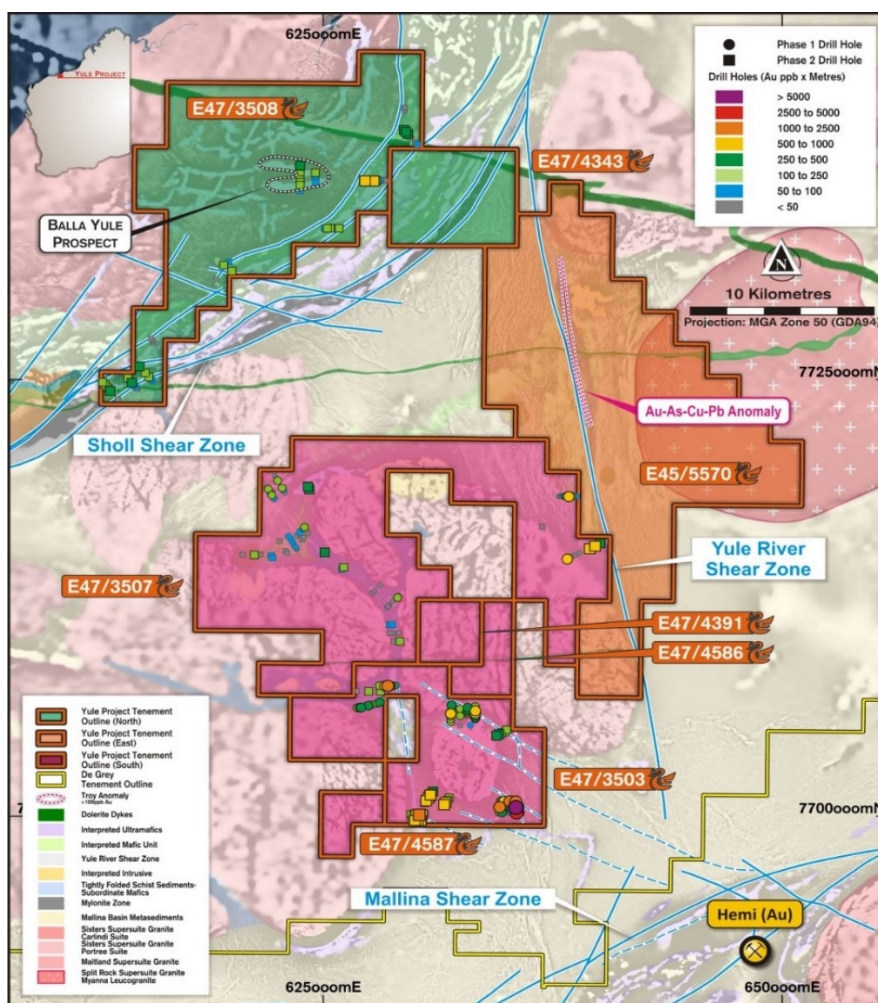 625000mE
YULE PROJECT
E47/3508
Phase 1 Drill Hole
Phase 2 Drill Hole
Drill Holes (Au ppb x Metres)
> 5000
2500 to 5000
1000 to 2500
500 to 1000
250 to 500
100 to 250
50 to 100
< 50
E47/4343
BALLA YULE
PROSPECT
N
10 Kilometres
Projection: MGA Zone 50 (GDA94)
7725000mN
Au-As-Cu-Pb Anomaly
Sholl Shear Zone
E45/5570
Yule River
Shear Zone
E47/3507
E47/4391
E47/4586
Yule Project Tenement
Outline (North)
Yule Project Tenement
Outline (East)
Yule Project Tenement
Outline (South)
De Grey
Tenement Outline
Troy Anomaly
>100ppb Au
Dolerite Dykes
Interpreted Ultramafics
Interpreted Mafic Unit
Yule River Shear Zone
Interpreted Intrusive
Tightly Folded Schist Sediments-
Subordinate Mafics
Mylonite Zone
Mallina Basin Metasediments
Sisters Supersuite Granite
Carlindi Suite
Sisters Supersuite Granite
Portree Suite
Maitland Supersuite Granite
Split Rock Supersuite Granite
Myanna Leucogranite
E47/3503
7700000mN
E47/4587
Mallina Shear Zone
Hemi (Au)
625000mE
650000mE